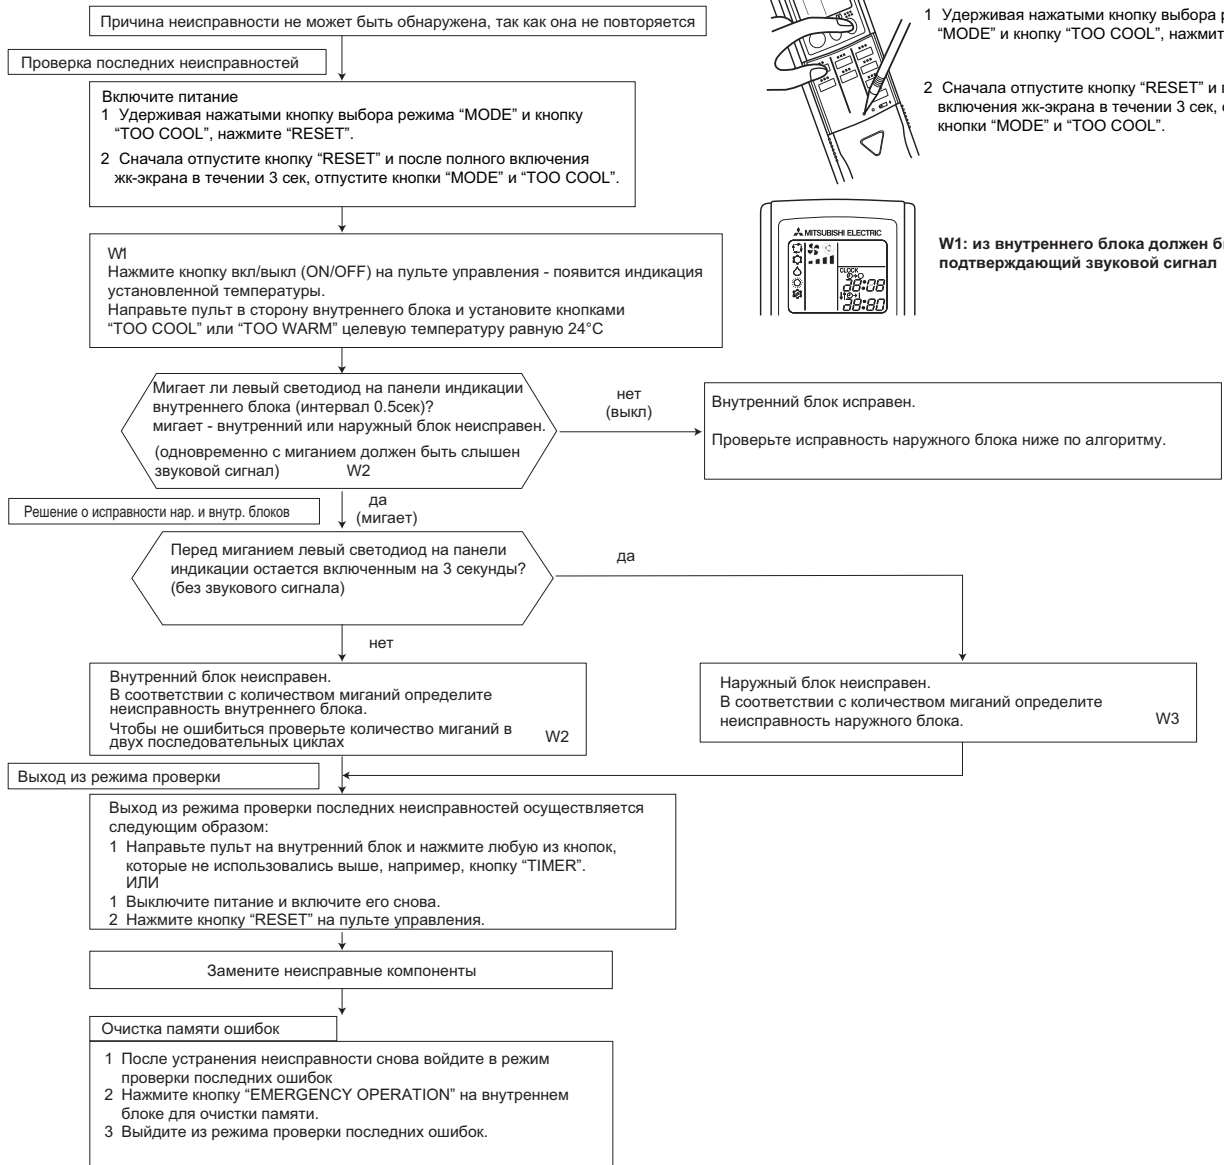 Причина неисправности не может быть обнаружена, так как она не повторяется
Проверка последних неисправностей
Включите питание
1 Удерживая нажатыми кнопку выбора режима “MODE” и кнопку
“TOO COOL”, нажмите “RESET”.
2 Сначала отпустите кнопку “RESET” и после полного включения
жк-экрана в течении 3 сек, отпустите кнопки “MODE” и “TOO COOL”.
1 Удерживая нажатыми кнопку выбора
“MODE” и кнопку “TOO COOL”, нажмите
2 Сначала отпустите кнопку “RESET” и
включения жк-экрана в течении 3 сек,
кнопки “MODE” и “TOO COOL”.
MITSUBISHI ELECTRIC
CLOCK
38:08
38:80
W1: из внутреннего блока должен
подтверждающий звуковой сигнал
W1
Нажмите кнопку вкл/выкл (ON/OFF) на пульте управления - появится индикация
установленной температуры.
Направьте пульт в сторону внутреннего блока и установите кнопками
“TOO COOL” или “TOO WARM” целевую температуру равную 24°C
Мигает ли левый светодиод на панели индикации
внутреннего блока (интервал 0.5сек)?
мигает - внутренний или наружный блок неисправен.
(одновременно с миганием должен быть слышен
звуковой сигнал) W2
нет
(выкл)
Внутренний блок исправен.
Проверьте исправность наружного блока ниже по алгоритму.
да
(мигает)
Решение о исправности нар. и внутр. блоков
Перед миганием левый светодиод на панели
индикации остается включенным на 3 секунды?
(без звукового сигнала)
да
нет
Внутренний блок неисправен.
В соответствии с количеством миганий определите
неисправность внутреннего блока.
Чтобы не ошибиться проверьте количество миганий в
двух последовательных циклах W2
Наружный блок неисправен.
В соответствии с количеством миганий определите
неисправность наружного блока. W3
Выход из режима проверки
Выход из режима проверки последних неисправностей осуществляется
следующим образом:
1 Направьте пульт на внутренний блок и нажмите любую из кнопок,
которые не использовались выше, например, кнопку “TIMER”.
ИЛИ
1 Выключите питание и включите его снова.
2 Нажмите кнопку “RESET” на пульте управления.
Замените неисправные компоненты
Очистка памяти ошибок
1 После устранения неисправности снова войдите в режим
проверки последних ошибок
2 Нажмите кнопку “EMERGENCY OPERATION” на внутреннем
блоке для очистки памяти.
3 Выйдите из режима проверки последних ошибок.